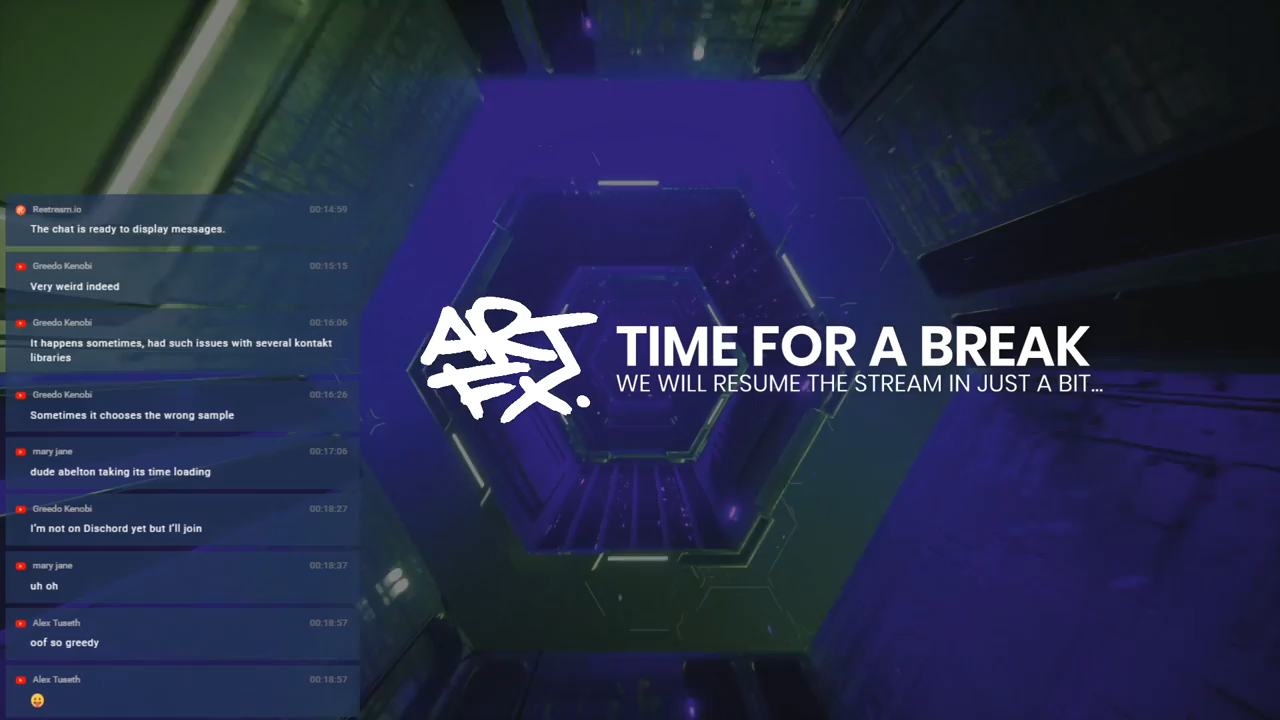 Restream.io 00:14:59
The chat is ready to display messages.
Greedo Kenobi 00:15:15
Very weird indeed
Greedo Kenobi 00:16:06
It happens sometimes, had such issues with several kontakt
libraries
Greedo Kenobi 00:16:26
Sometimes it chooses the wrong sample
mary jane 00:17:06
dude abelton taking its time loading
Greedo Kenobi 00:18:27
I'm not on Dischord yet but I'll join
mary jane 00:18:37
uh oh
Alex Tuseth 00:18:57
oof so greedy
Alex Tuseth 00:18:57
😛
ART
FX.
TIME FOR A BREAK
WE WILL RESUME THE STREAM IN JUST A BIT...